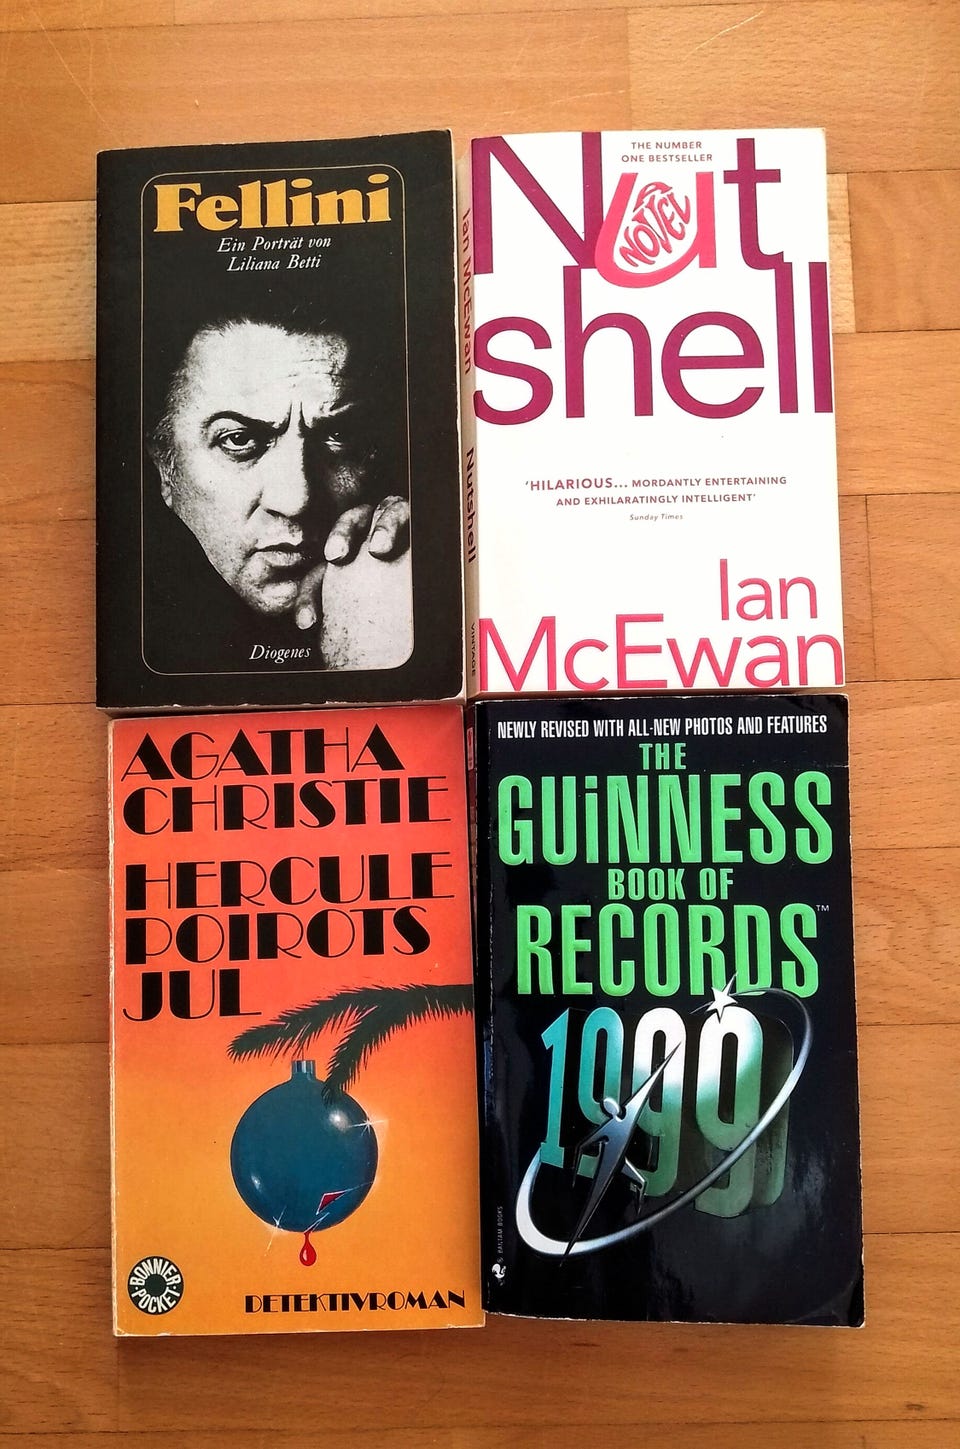 Fellini
Ein Porträt von
Liliana Betti
Diogenes
THE NUMBER
ONE BESTSELLER
Nut
A
NOVEL
shell
'HILARIOUS... MORDANTLY ENTERTAINING
AND EXHILARATINGLY INTELLIGENT'
Sunday Times
Ian
McEwan
Ian McEwan Nutshell VINTAGE
AGATHA
CHRISTIE
HERCULE
POIROTS
JUL
BONNIER
POCKET
DETEKTIVROMAN
NEWLY REVISED WITH ALL-NEW PHOTOS AND FEATURES
THE
GUiNNESS
BOOK OF
RECORDS™
1999
BANTAM BOOKS